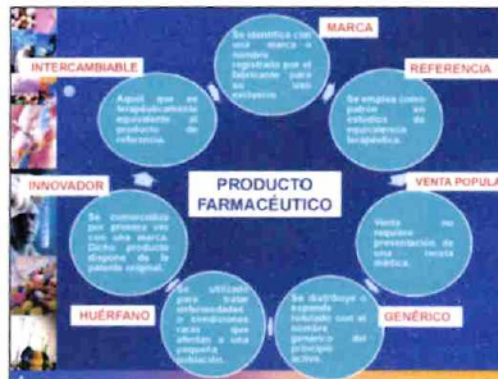 MARCA
Se identifica con
una marca o
nombre
registrado por el
fabricante para
su uso
exclusivo.
REFERENCIA
Se emplea como
patrón en
estudios de
equivalencia
terapéutica.
VENTA POPULA
Venta no
requiere
presentación de
una receta
médica.
GENÉRICO
Se distribuye o
expende
rotulado con el
nombre
genérico del
principio
activo.
HUÉRFANO
Se utilizado
para tratar
enfermedades
o condiciones
raras que
afectan a una
pequeña
población.
INNOVADOR
Se comercializa
por primera vez
con una marca.
Dicho producto
dispone de la
patente original.
INTERCAMBIABLE
Aquél que es
terapéuticamente
equivalente al
producto de
referencia.
PRODUCTO
FARMACÉUTICO